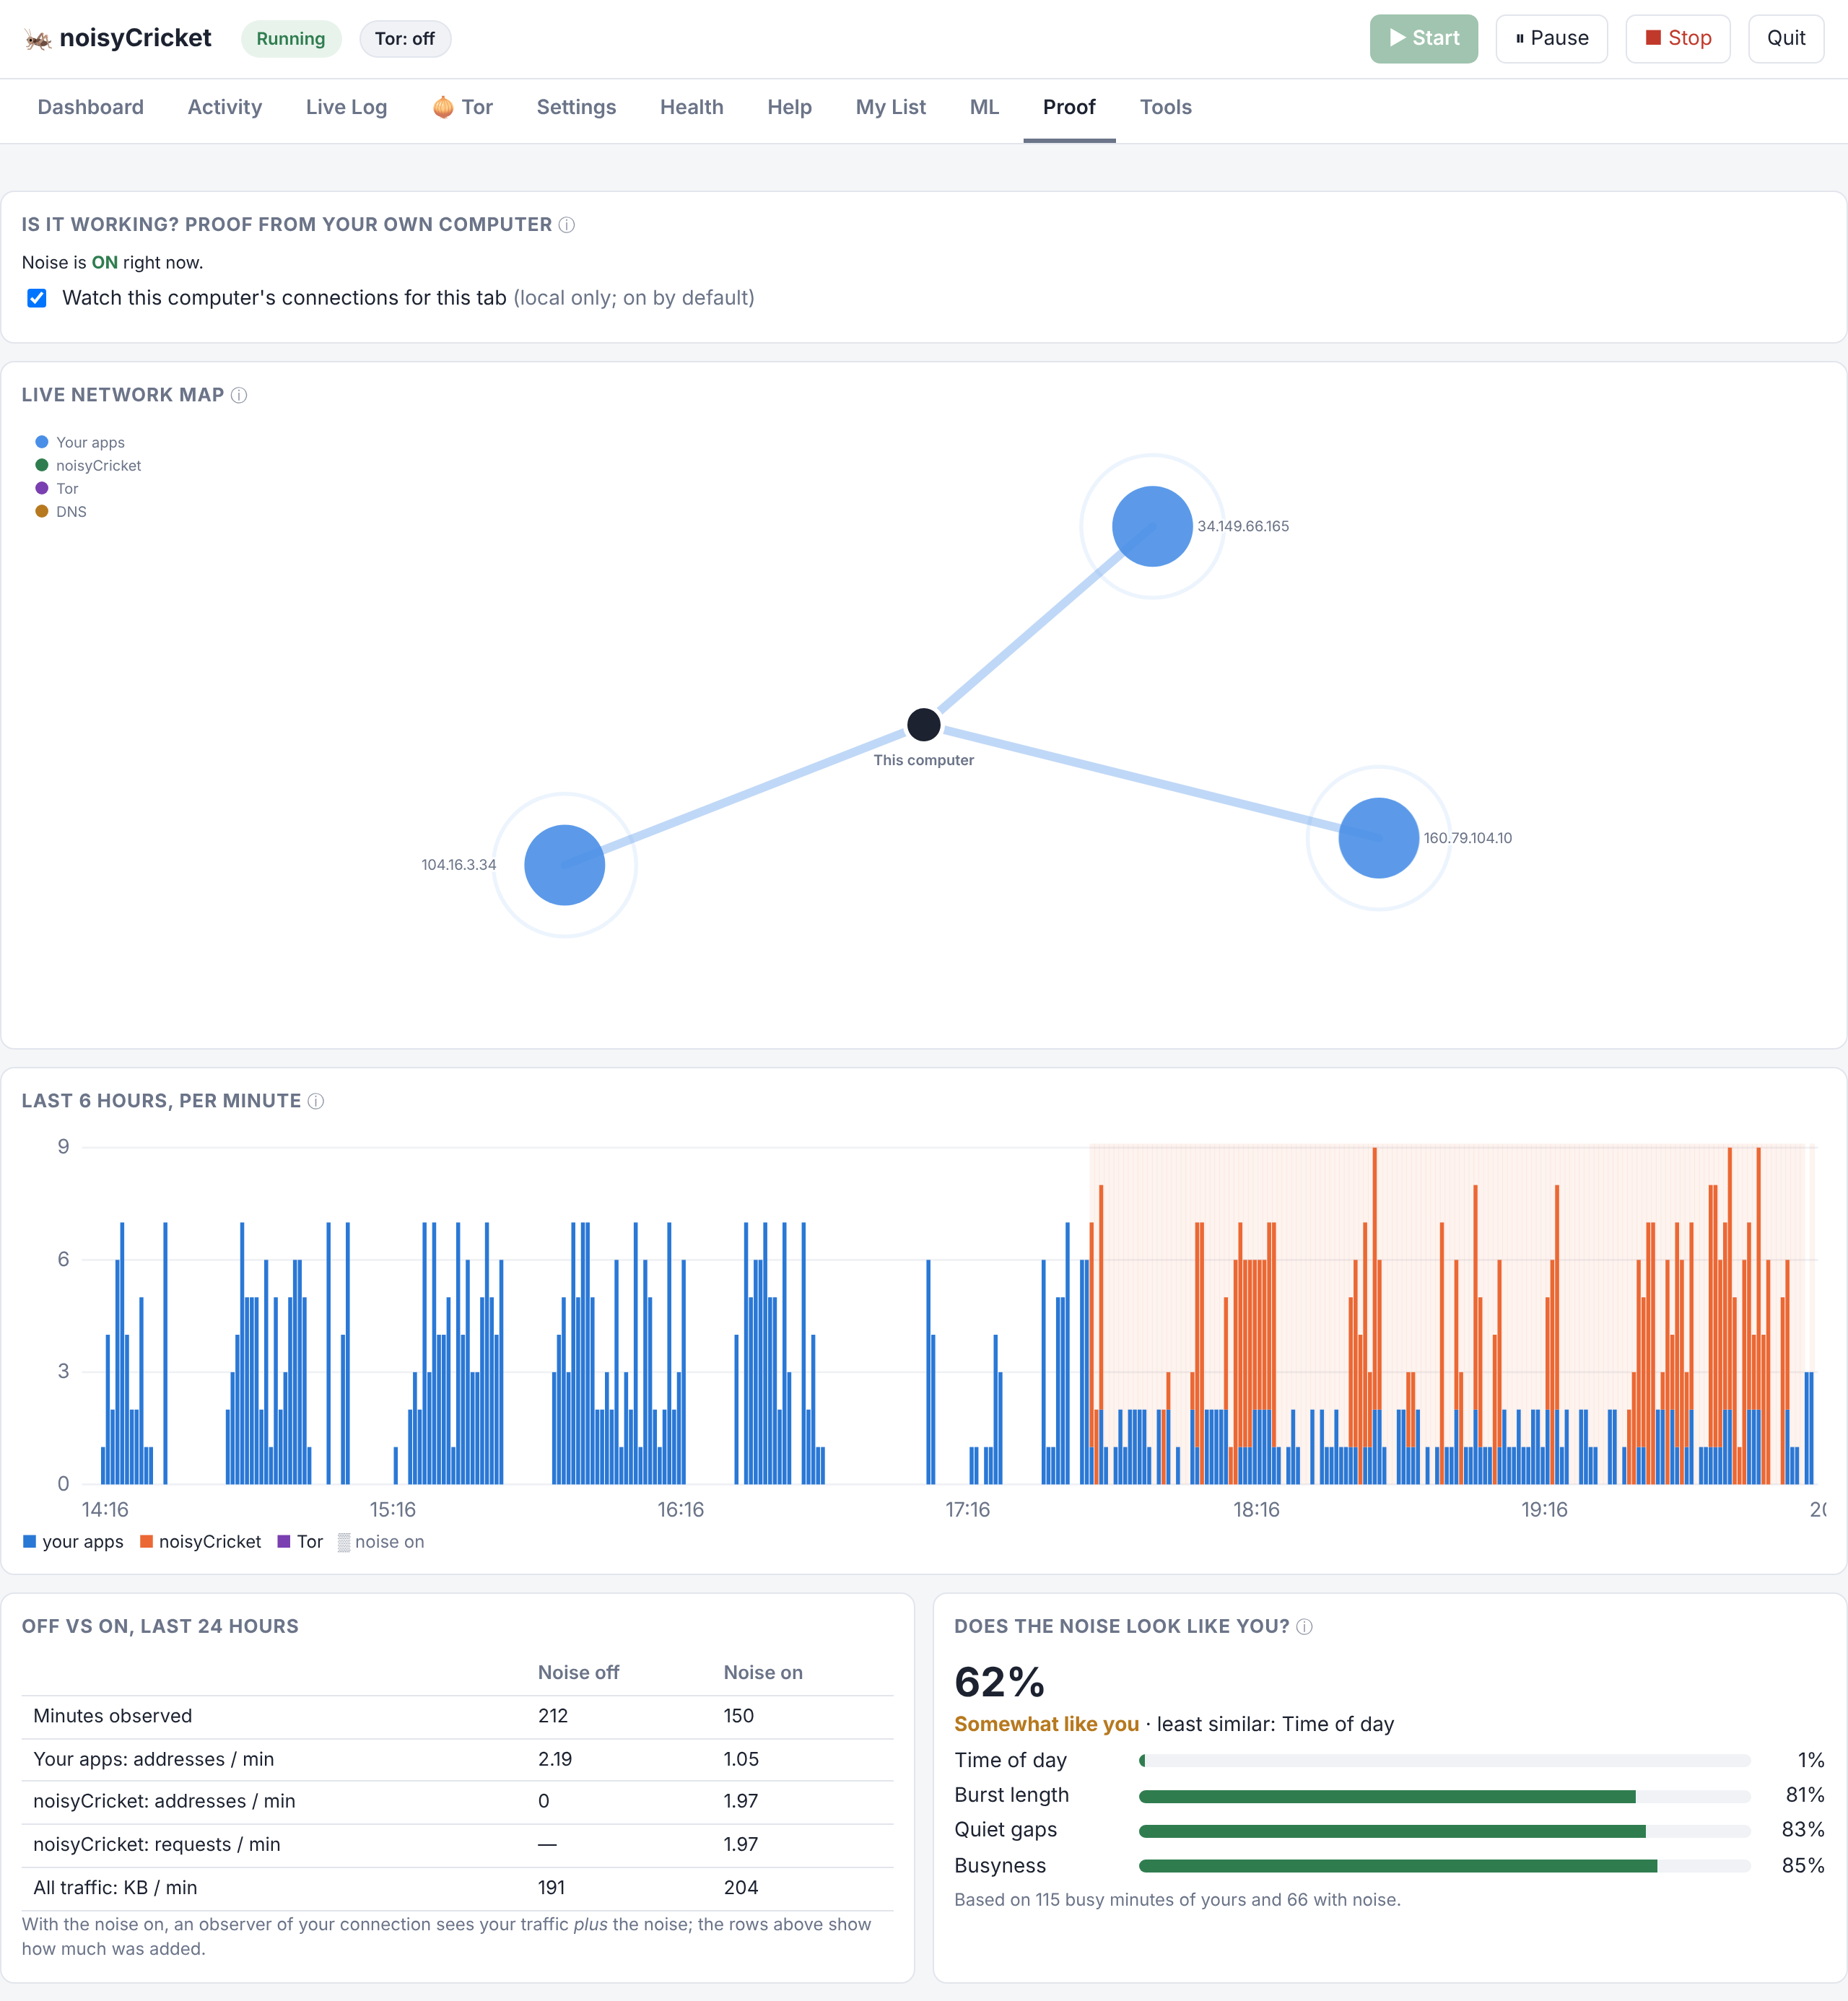 noisyCricket Running Tor: off ▶ Start ⏸ Pause ■ Stop Quit
Dashboard Activity Live Log Tor Settings Health Help My List ML Proof Tools
IS IT WORKING? PROOF FROM YOUR OWN COMPUTER ⓘ
Noise is ON right now.
Watch this computer's connections for this tab (local only; on by default)
LIVE NETWORK MAP ⓘ
Your apps
noisyCricket
Tor
DNS
34.149.66.165
This computer
160.79.104.10
104.16.3.34
LAST 6 HOURS, PER MINUTE ⓘ
9
6
3
0
14:16 15:16 16:16 17:16 18:16 19:16
your apps noisyCricket Tor noise on
OFF VS ON, LAST 24 HOURS
Noise off Noise on
Minutes observed 212 150
Your apps: addresses / min 2.19 1.05
noisyCricket: addresses / min 0 1.97
noisyCricket: requests / min — 1.97
All traffic: KB / min 191 204
With the noise on, an observer of your connection sees your traffic plus the noise; the rows above show
how much was added.
DOES THE NOISE LOOK LIKE YOU? ⓘ
62%
Somewhat like you · least similar: Time of day
Time of day 1%
Burst length 81%
Quiet gaps 83%
Busyness 85%
Based on 115 busy minutes of yours and 66 with noise.